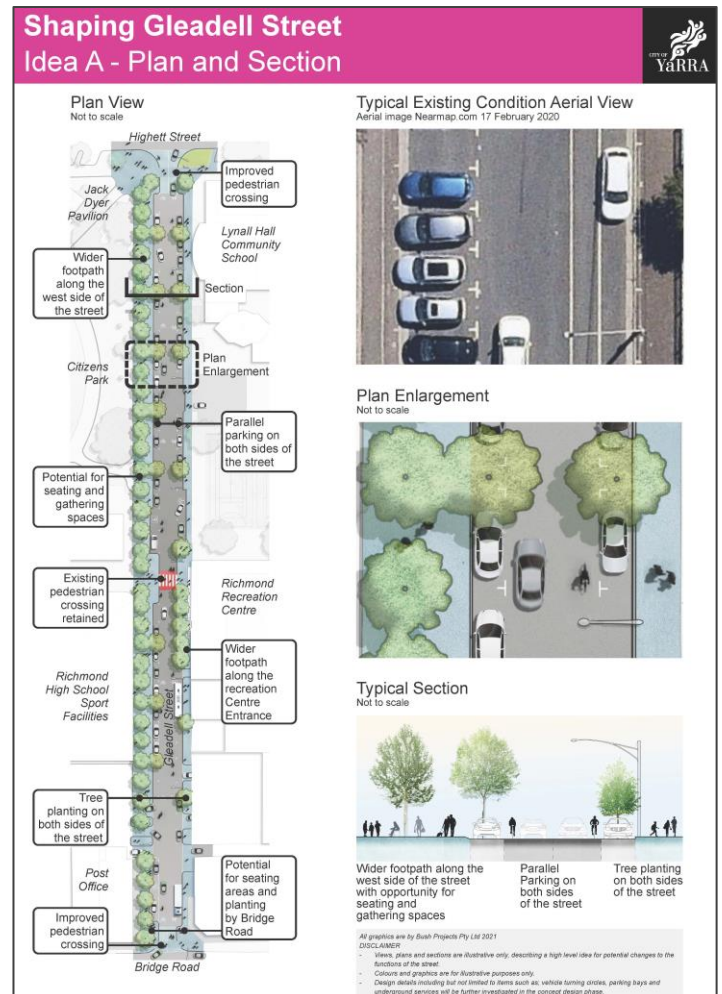 Shaping Gleadell Street
Idea A - Plan and Section
CITY OF
YaRRA
Plan View
Not to scale
Highett Street
Improved
pedestrian
crossing
Jack
Dyer
Pavilion
Lynall Hall
Community
School
Wider
footpath
along the
west side of
the street
Section
Plan
Enlargement
Citizens
Park
Parallel
parking on
both sides of
the street
Potential for
seating and
gathering
spaces
Existing
pedestrian
crossing
retained
Richmond
Recreation
Centre
Wider
footpath
along the
recreation
Centre
Entrance
Richmond
High School
Sport
Facilities
Gleadell Street
Tree
planting on
both sides of
the street
Post
Office
Potential
for seating
areas and
planting
by Bridge
Road
Improved
pedestrian
crossing
Bridge Road
Typical Existing Condition Aerial View
Aerial image Nearmap.com 17 February 2020
Plan Enlargement
Not to scale
Typical Section
Not to scale
Wider footpath along the
west side of the street
with opportunity for
seating and
gathering spaces
Parallel
Parking on
both sides
of the street
Tree planting
on both sides
of the street
All graphics are by Bush Projects Pty Ltd 2021
DISCLAIMER
- Views, plans and sections are illustrative only, describing a high level idea for potential changes to the
functions of the street.
- Colours and graphics are for illustrative purposes only.
- Design details including but not limited to items such as; vehicle turning circles, parking bays and
underground services will be further investigated in the concept design phase.